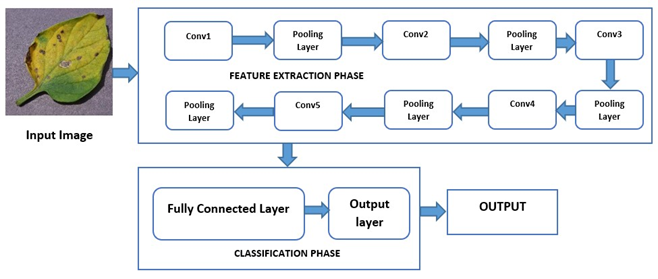 Conv1
Pooling
Layer
Conv2
Pooling
Layer
Conv3
FEATURE EXTRACTION PHASE
Pooling
Layer
Conv5
Pooling
Layer
Conv4
Pooling
Layer
Input Image
Fully Connected Layer
Output
layer
CLASSIFICATION PHASE
OUTPUT